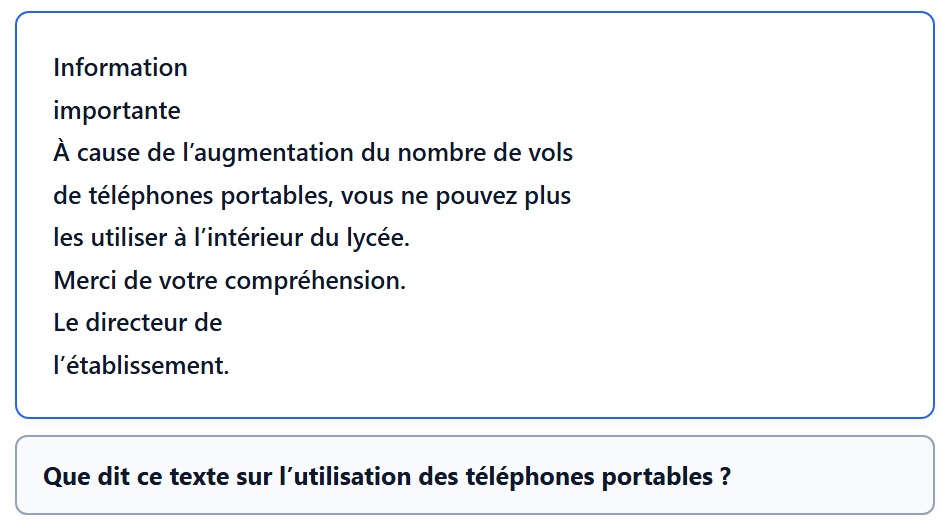 Information
importante
À cause de l’augmentation du nombre de vols
de téléphones portables, vous ne pouvez plus
les utiliser à l’intérieur du lycée.
Merci de votre compréhension.
Le directeur de
l’établissement.
Que dit ce texte sur l’utilisation des téléphones portables ?